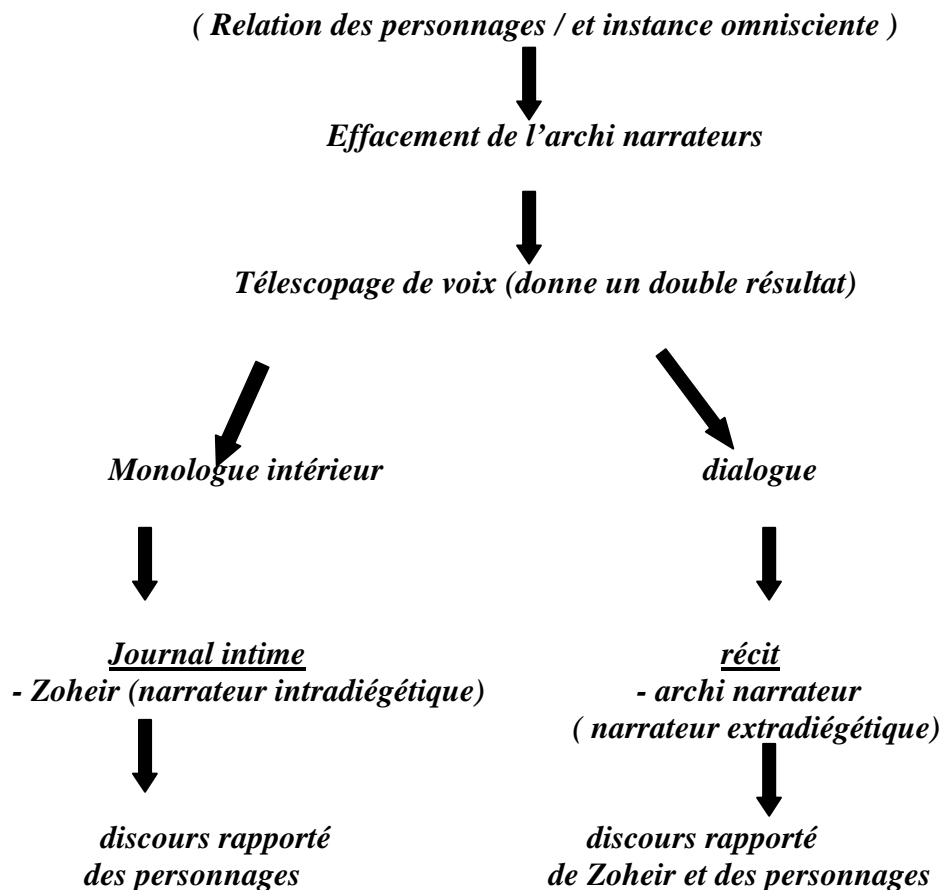 ( Relation des personnages / et instance omnisciente )
Effacement de l'archi narrateurs
Télescopage de voix (donne un double résultat)
Monologue intérieur
dialogue
Journal intime
- Zoheir (narrateur intradiégétique)
récit
- archi narrateur
( narrateur extradiégétique)
discours rapporté
des personnages
discours rapporté
de Zoheir et des personnages